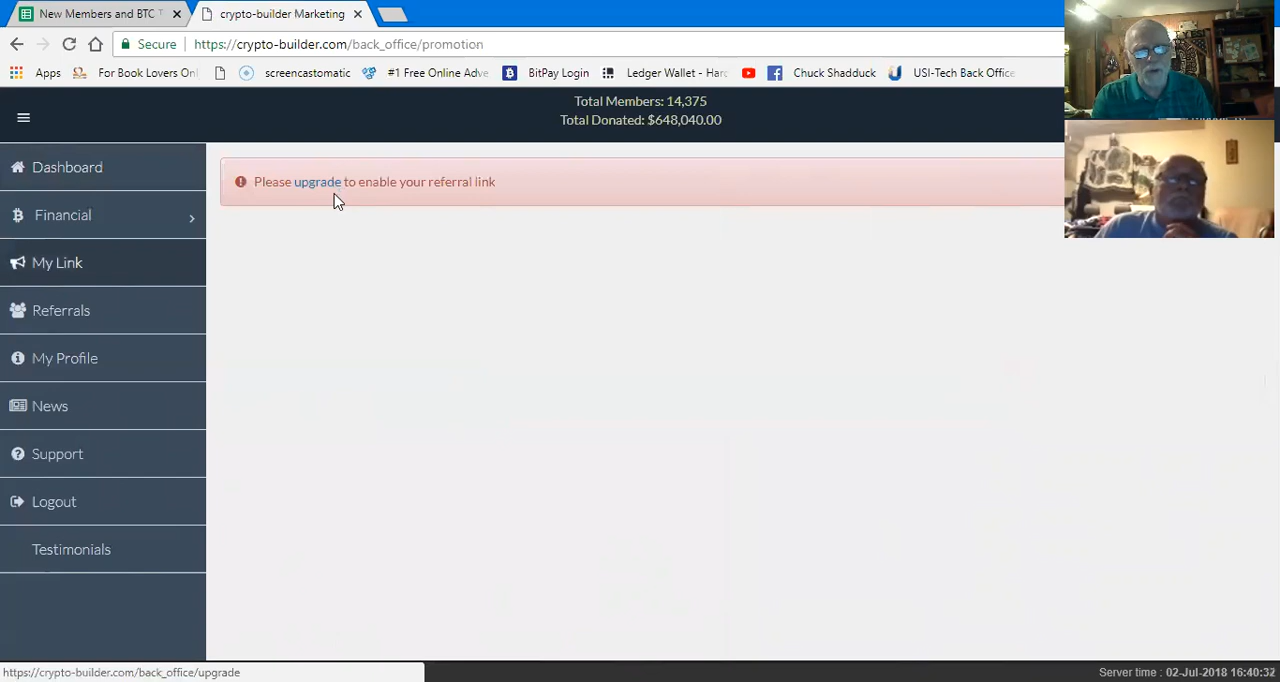 New Members and BTC
crypto-builder Marketing
Secure
https://crypto-builder.com/back_office/promotion
Apps
For Book Lovers Onl
screencastomatic
#1 Free Online Adve
BitPay Login
Ledger Wallet - Har
Chuck Shadduck
USI-Tech Back Office
Total Members: 14,375
Total Donated: $648,040.00
Dashboard
Please upgrade to enable your referral link
Financial
My Link
Referrals
My Profile
News
Support
Logout
Testimonials
https://crypto-builder.com/back_office/upgrade
Server time : 02-Jul-2018 16:40:32